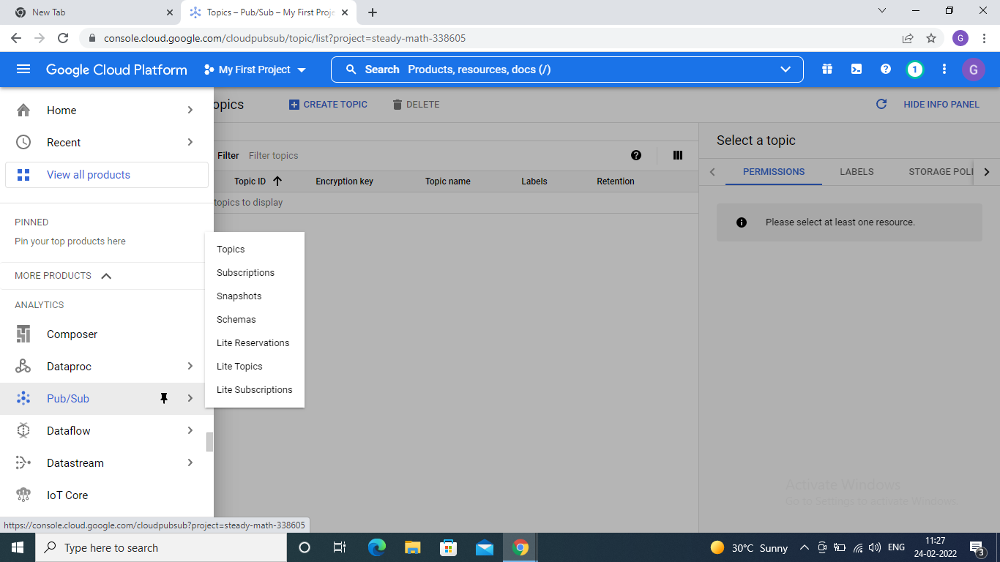 New Tab
Topics – Pub/Sub – My First Proje
console.cloud.google.com/cloudpubsub/topic/list?project=steady-math-338605
G
Google Cloud Platform
My First Project
Search Products, resources, docs (/)
1
G
Home
opics
CREATE TOPIC
DELETE
HIDE INFO PANEL
Recent
Select a topic
View all products
Filter Filter topics
PERMISSIONS
LABELS
STORAGE POLI
Topic ID
Encryption key
Topic name
Labels
Retention
topics to display
PINNED
Please select at least one resource.
Pin your top products here
Topics
MORE PRODUCTS
Subscriptions
Snapshots
ANALYTICS
Schemas
Composer
Lite Reservations
Dataproc
Lite Topics
Lite Subscriptions
Pub/Sub
Dataflow
Datastream
IoT Core
Activate Windows
Go to Settings to activate Windows.
https://console.cloud.google.com/cloudpubsub?project=steady-math-338605
Type here to search
30°C Sunny
ENG
11:27
24-02-2022
3